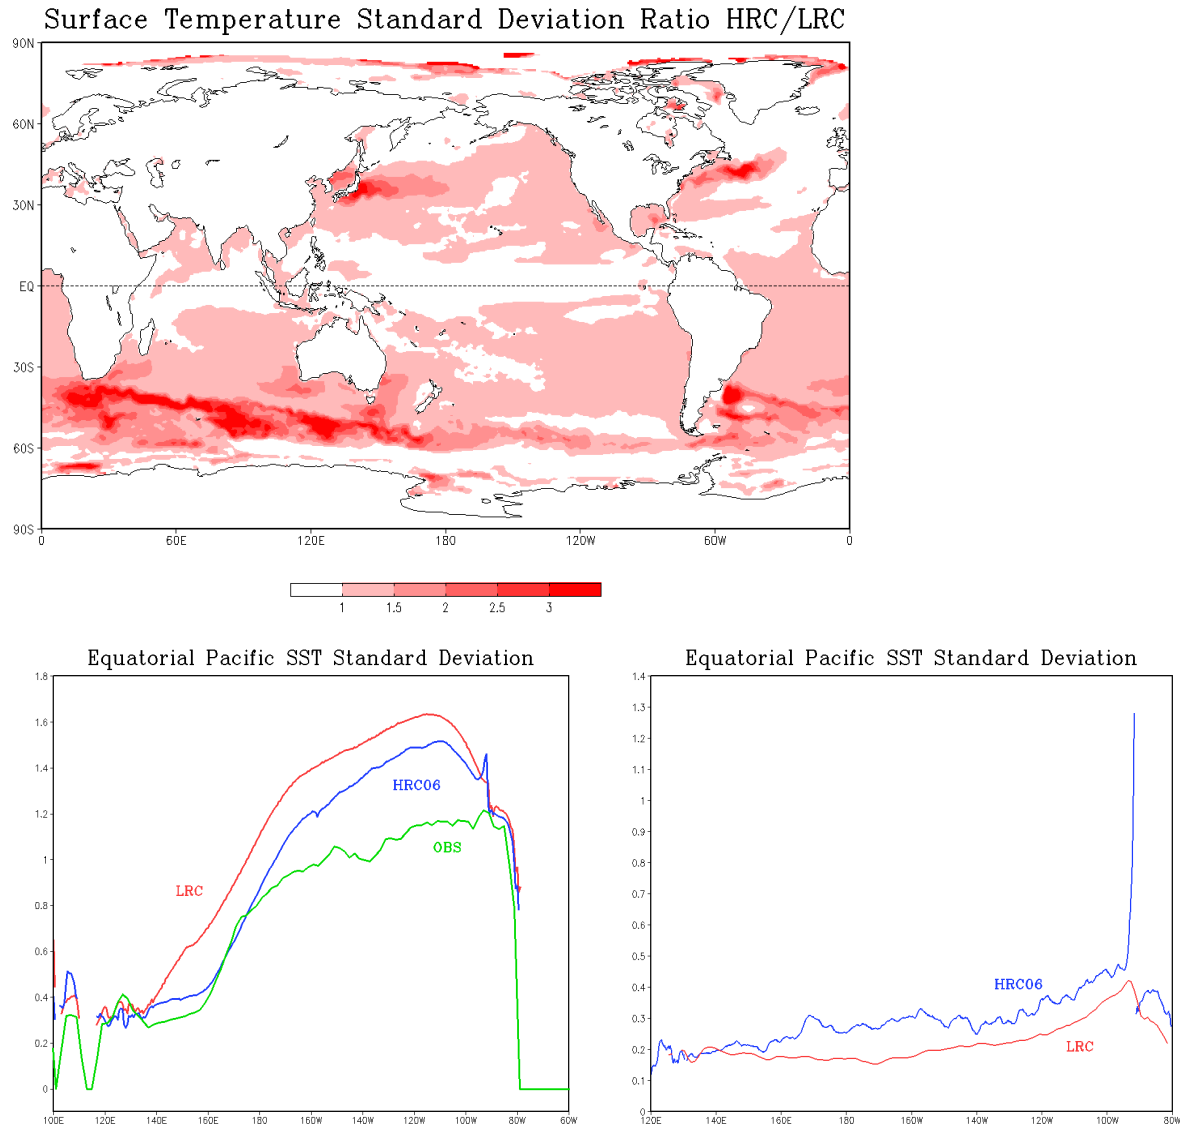 Surface Temperature Standard Deviation Ratio HRC/LRC
90N
60N
30N
EQ
30S
60S
90S
0 60E 120E 180 120W 60W 0
1 1.5 2 2.5 3
Equatorial Pacific SST Standard Deviation
1.8
1.6
1.4
1.2
1
0.8
0.6
0.4
0.2
0
HRC06
OBS
LRC
100E 120E 140E 160E 180 160W 140W 120W 100W 80W 60W
Equatorial Pacific SST Standard Deviation
1.4
1.3
1.2
1.1
1
0.9
0.8
0.7
0.6
0.5
0.4
0.3
0.2
0.1
0
HRC06
LRC
120E 140E 160E 180 160W 140W 120W 100W 80W